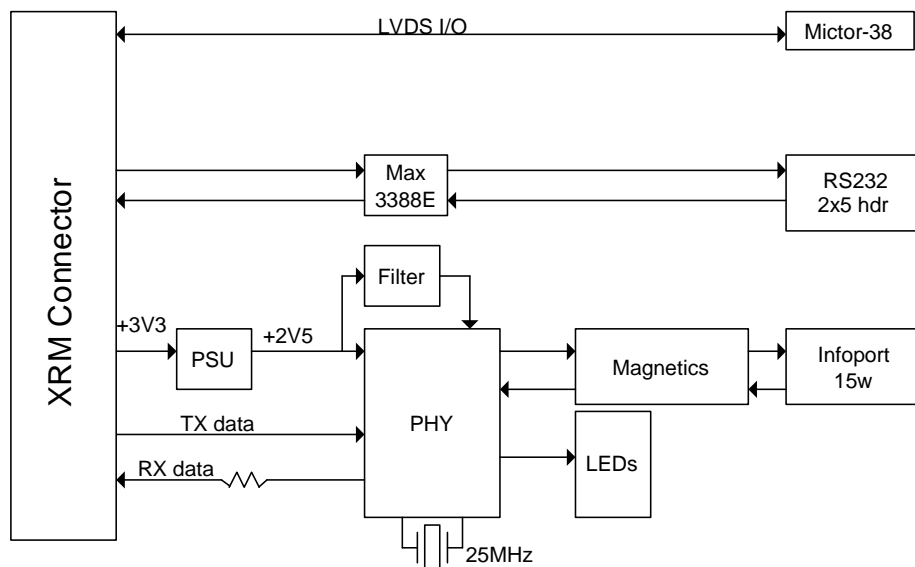 LVDS I/O
Mictor-38
XRM Connector
Max
3388E
RS232
2x5 hdr
Filter
+3V3
PSU
+2V5
Magnetics
Infoport
15w
TX data
PHY
RX data
LEDs
25MHz